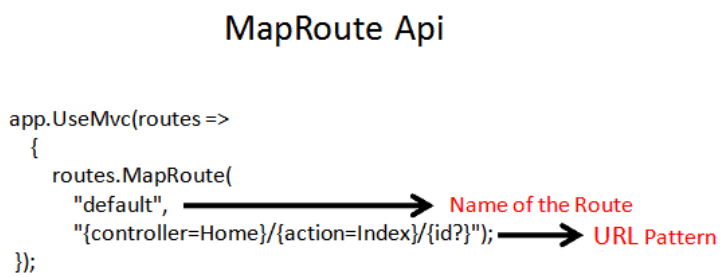 MapRoute Api
app.UseMvc(routes =>
{
routes.MapRoute(
"default", Name of the Route
"{controller=Home}/{action=Index}/{id?}"); URL Pattern
});